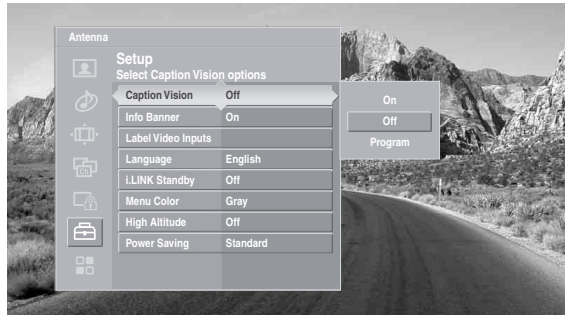 Antenna
Setup
Select Caption Vision options
Caption Vision Off
Info Banner On
Label Video Inputs
Language English
i.LINK Standby Off
Menu Color Gray
High Altitude Off
Power Saving Standard
On
Off
Program
Ch